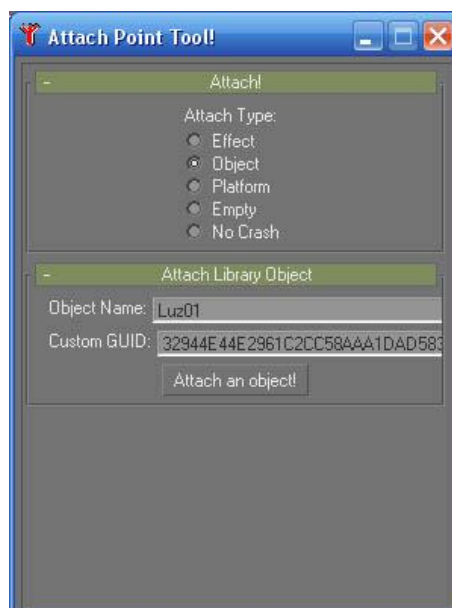 Attach Point Tool!
- Attach!
Attach Type:
Effect
Object
Platform
Empty
No Crash
- Attach Library Object
Object Name: Luz01
Custom GUID: 32944E44E2961C2CC58AAA1DAD583
Attach an object!